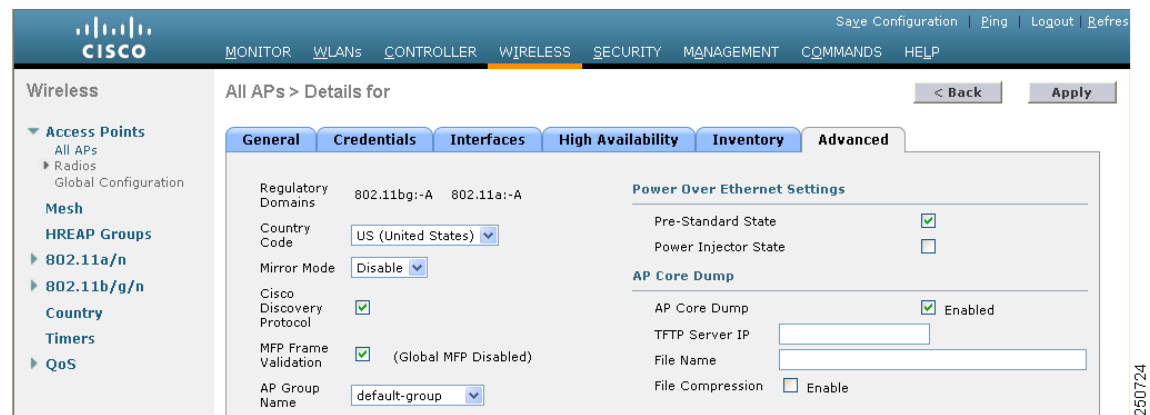 Save Configuration | Ping | Logout | Refres
CISCO
MONITOR WLANs CONTROLLER WIRELESS SECURITY MANAGEMENT COMMANDS HELP
Wireless
Access Points
All APs
Radios
Global Configuration
Mesh
HREAP Groups
802.11a/n
802.11b/g/n
Country
Timers
QoS
All APs > Details for
< Back
Apply
General Credentials Interfaces High Availability Inventory Advanced
Regulatory
Domains
802.11bg:-A 802.11a:-A
Country
Code
US (United States)
Mirror Mode Disable
Cisco
Discovery
Protocol
MFP Frame
Validation
(Global MFP Disabled)
AP Group
Name
default-group
Power Over Ethernet Settings
Pre-Standard State
Power Injector State
AP Core Dump
AP Core Dump Enabled
TFTP Server IP
File Name
File Compression Enable
250724